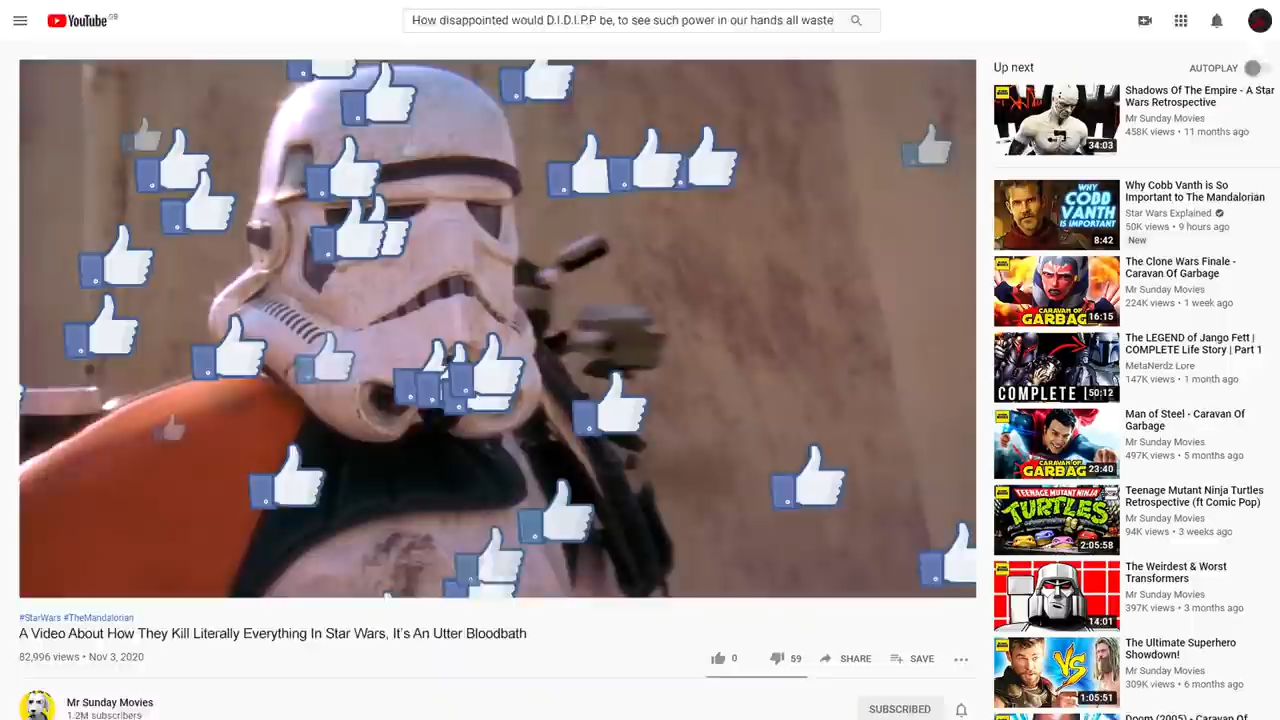 YouTube GB
How disappointed would D.I.D.I.P.P be, to see such power in our hands all waste
Up next
AUTOPLAY
Shadows Of The Empire - A Star
Wars Retrospective
Mr Sunday Movies
458K views • 11 months ago
34:03
WHY
COBB
VANTH
IS IMPORTANT
8:42
Why Cobb Vanth is So
Important to The Mandalorian
Star Wars Explained
50K views • 9 hours ago
New
CARAVAN OF
GARBAG
16:15
The Clone Wars Finale -
Caravan Of Garbage
Mr Sunday Movies
224K views • 1 week ago
COMPLETE
50:12
The LEGEND of Jango Fett |
COMPLETE Life Story | Part 1
MetaNerdz Lore
147K views • 1 month ago
CARAVAN OF
GARBAG
23:40
Man of Steel - Caravan Of
Garbage
Mr Sunday Movies
497K views • 5 months ago
TEENAGE MUTANT NINJA
TURTLES
2:05:58
Teenage Mutant Ninja Turtles
Retrospective (ft Comic Pop)
Mr Sunday Movies
94K views • 3 weeks ago
14:01
The Weirdest & Worst
Transformers
Mr Sunday Movies
397K views • 3 months ago
VS
1:05:51
The Ultimate Superhero
Showdown!
Mr Sunday Movies
309K views • 6 months ago
Doom (2005) - Caravan Of
#StarWars #TheMandalorian
A Video About How They Kill Literally Everything In Star Wars, It's An Utter Bloodbath
82,996 views • Nov 3, 2020
0
59
SHARE
SAVE
Mr Sunday Movies
1.2M subscribers
SUBSCRIBED